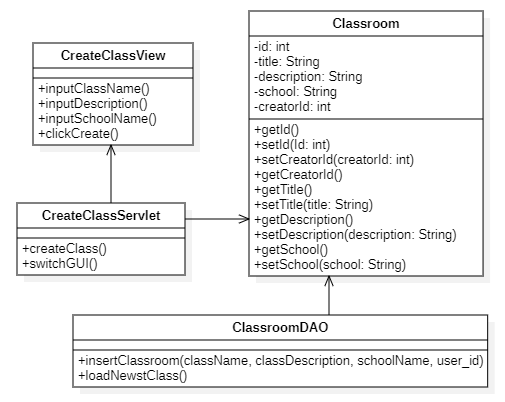 CreateClassView
+inputClassName()
+inputDescription()
+inputSchoolName()
+clickCreate()
Classroom
-id: int
-title: String
-description: String
-school: String
-creatorId: int
+getId()
+setId(Id: int)
+setCreatorId(creatorId: int)
+getCreatorId()
+getTitle()
+setTitle(title: String)
+getDescription()
+setDescription(description: String)
+getSchool()
+setSchool(school: String)
CreateClassServlet
+createClass()
+switchGUI()
ClassroomDAO
+insertClassroom(className, classDescription, schoolName, user_id)
+loadNewstClass()